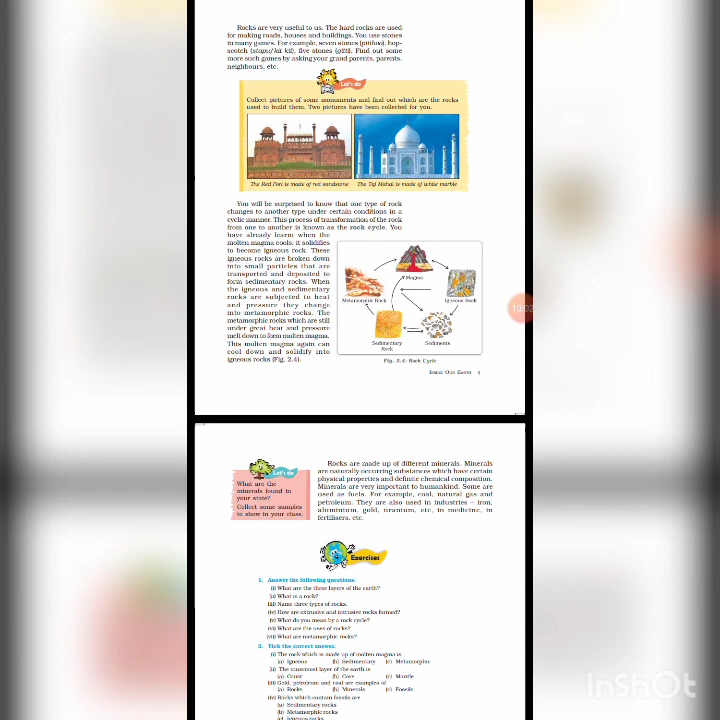 Rocks are very useful to us. The hard rocks are used
for making roads, houses and buildings. You use stones
in many games. For example, seven stones (pitthoo), hop-
scotch (stapu/kit kit), five stones (gitti). Find out some
more such games by asking your grand parents, parents,
neighbours, etc.
Let's do
Collect pictures of some monuments and find out which are the rocks
used to build them. Two pictures have been collected for you.
The Red Fort is made of red sandstone
The Taj Mahal is made of white marble
You will be surprised to know that one type of rock
changes to another type under certain conditions in a
cyclic manner. This process of transformation of the rock
from one to another is known as the rock cycle. You
have already learnt when the
molten magma cools; it solidifies
to become igneous rock. These
igneous rocks are broken down
into small particles that are
transported and deposited to
form sedimentary rocks. When
the igneous and sedimentary
rocks are subjected to heat
and pressure they change
into metamorphic rocks. The
metamorphic rocks which are still
under great heat and pressure
melt down to form molten magma.
This molten magma again can
cool down and solidify into
igneous rocks (Fig. 2.4).
Magma
Metamorphic Rock
Igneous Rock
Sedimentary
Rock
Sediments
Fig. 2.4: Rock Cycle
Inside Our Earth 9
10:02
Let's do
What are the
minerals found in
your state?
Collect some samples
to show in your class.
Rocks are made up of different minerals. Minerals
are naturally occurring substances which have certain
physical properties and definite chemical composition.
Minerals are very important to humankind. Some are
used as fuels. For example, coal, natural gas and
petroleum. They are also used in industries – iron,
aluminium, gold, uranium, etc, in medicine, in
fertilisers, etc.
Exercises
1. Answer the following questions.
(i) What are the three layers of the earth?
(ii) What is a rock?
(iii) Name three types of rocks.
(iv) How are extrusive and intrusive rocks formed?
(v) What do you mean by a rock cycle?
(vi) What are the uses of rocks?
(vii) What are metamorphic rocks?
2. Tick the correct answer.
(i) The rock which is made up of molten magma is
(a) Igneous (b) Sedimentary (c) Metamorphic
(ii) The innermost layer of the earth is
(a) Crust (b) Core (c) Mantle
(iii) Gold, petroleum and coal are examples of
(a) Rocks (b) Minerals (c) Fossils
(iv) Rocks which contain fossils are
(a) Sedimentary rocks
(b) Metamorphic rocks
(c) Igneous rocks
InShOt